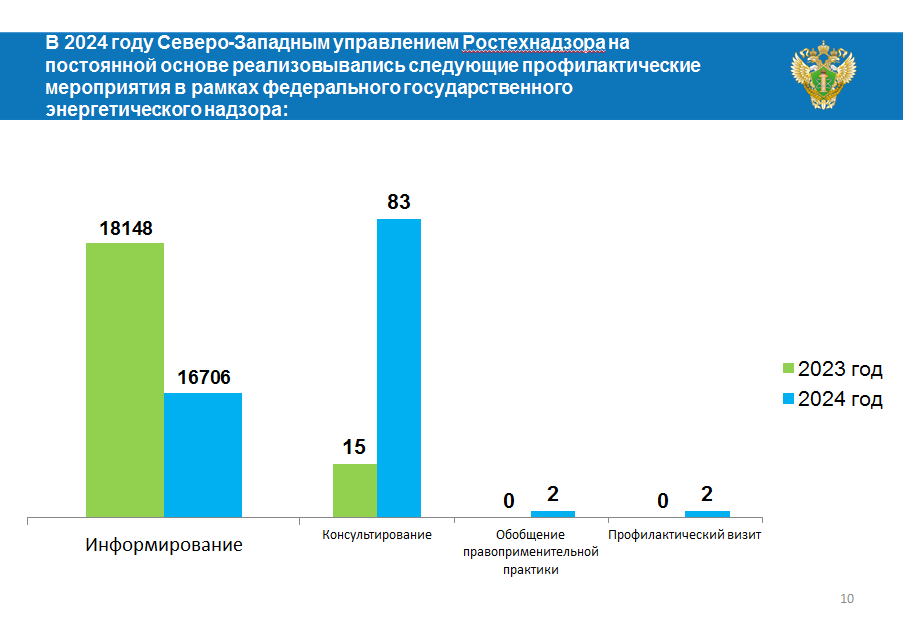 В 2024 году Северо-Западным управлением Ростехнадзора на
постоянной основе реализовывались следующие профилактические
мероприятия в рамках федерального государственного
энергетического надзора:
83
18148
16706
15
0
2
0
2
2023 год
2024 год
Информирование
Консультирование
Обобщение
правоприменительной
практики
Профилактический визит
10